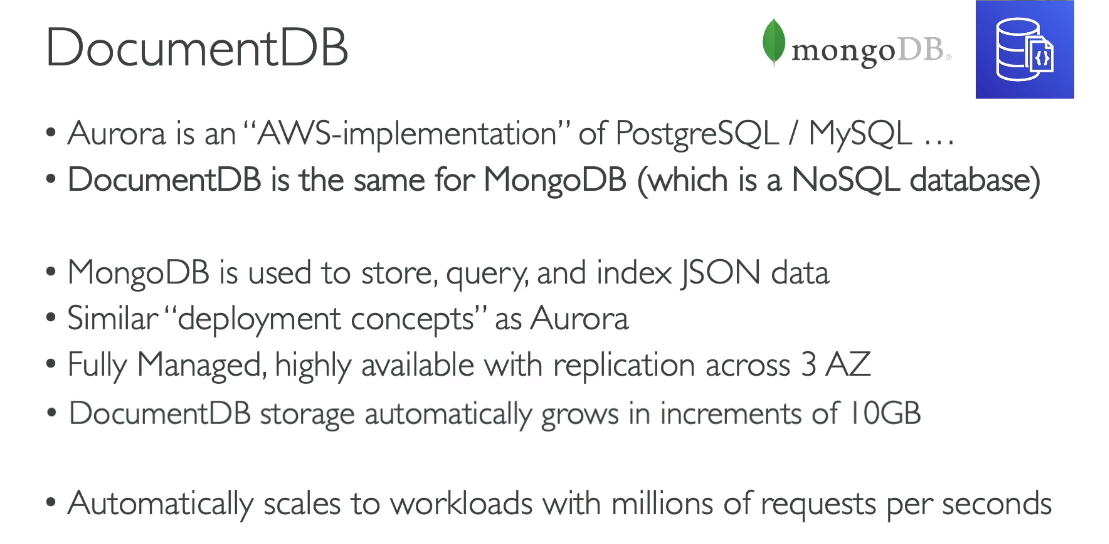 DocumentDB
mongoDB®
{}
• Aurora is an “AWS-implementation” of PostgreSQL / MySQL …
• DocumentDB is the same for MongoDB (which is a NoSQL database)
• MongoDB is used to store, query, and index JSON data
• Similar “deployment concepts” as Aurora
• Fully Managed, highly available with replication across 3 AZ
• DocumentDB storage automatically grows in increments of 10GB
• Automatically scales to workloads with millions of requests per seconds